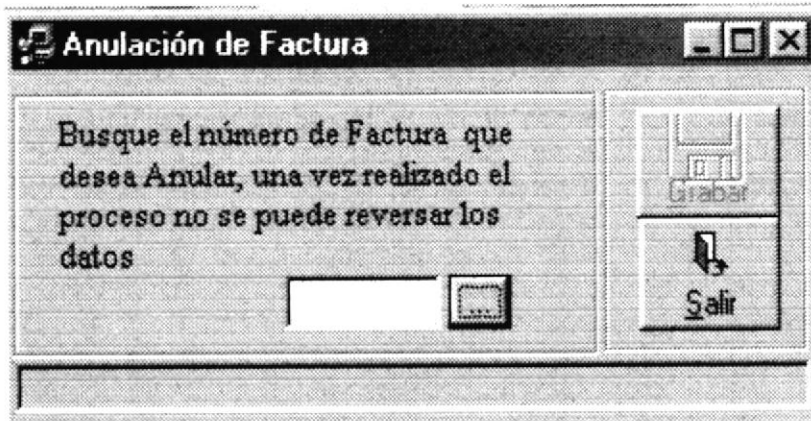 Anulación de Factura
Busque el número de Factura que
desea Anular, una vez realizado el
proceso no se puede reversar los
datos
...
Grabar
Salir